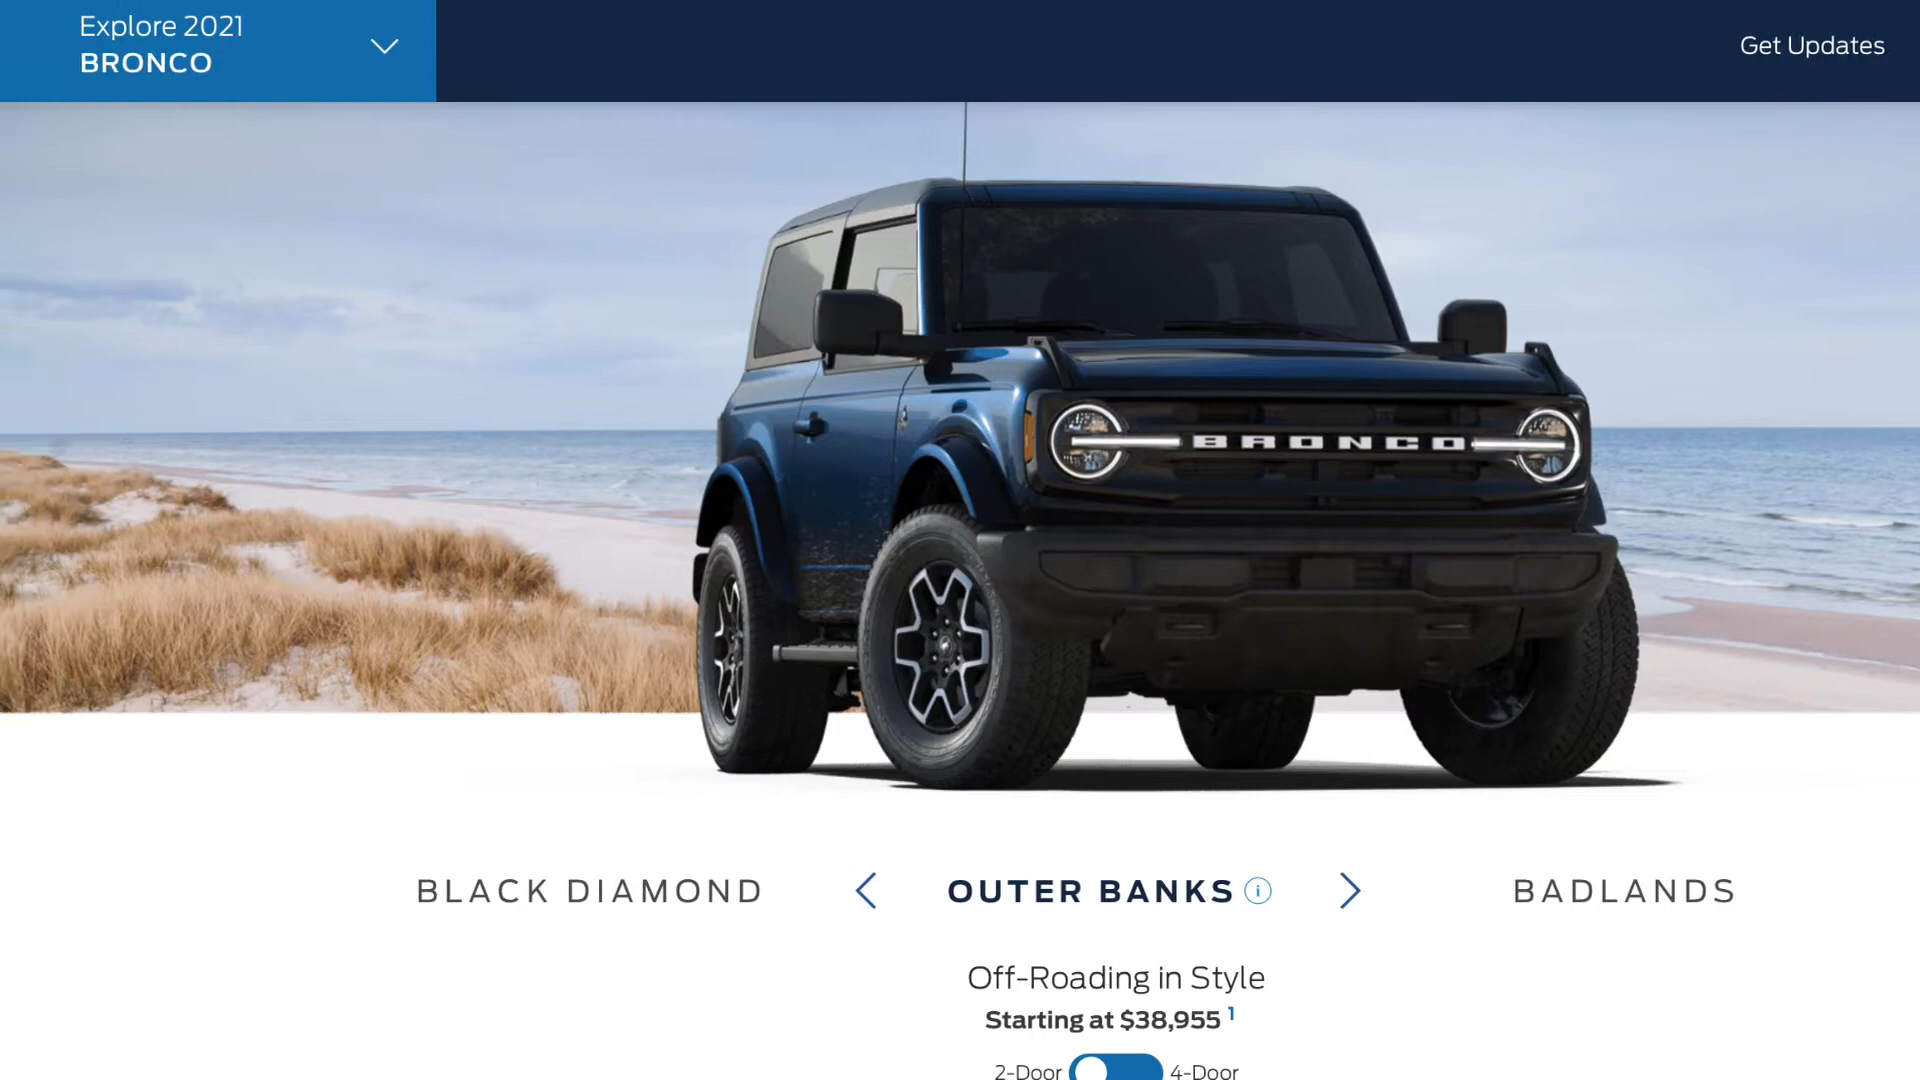 Explore 2021
BRONCO
Get Updates
BRONCO
BLACK DIAMOND
OUTER BANKS
i
BADLANDS
Off-Roading in Style
Starting at $38,955 1
2-Door 4-Door